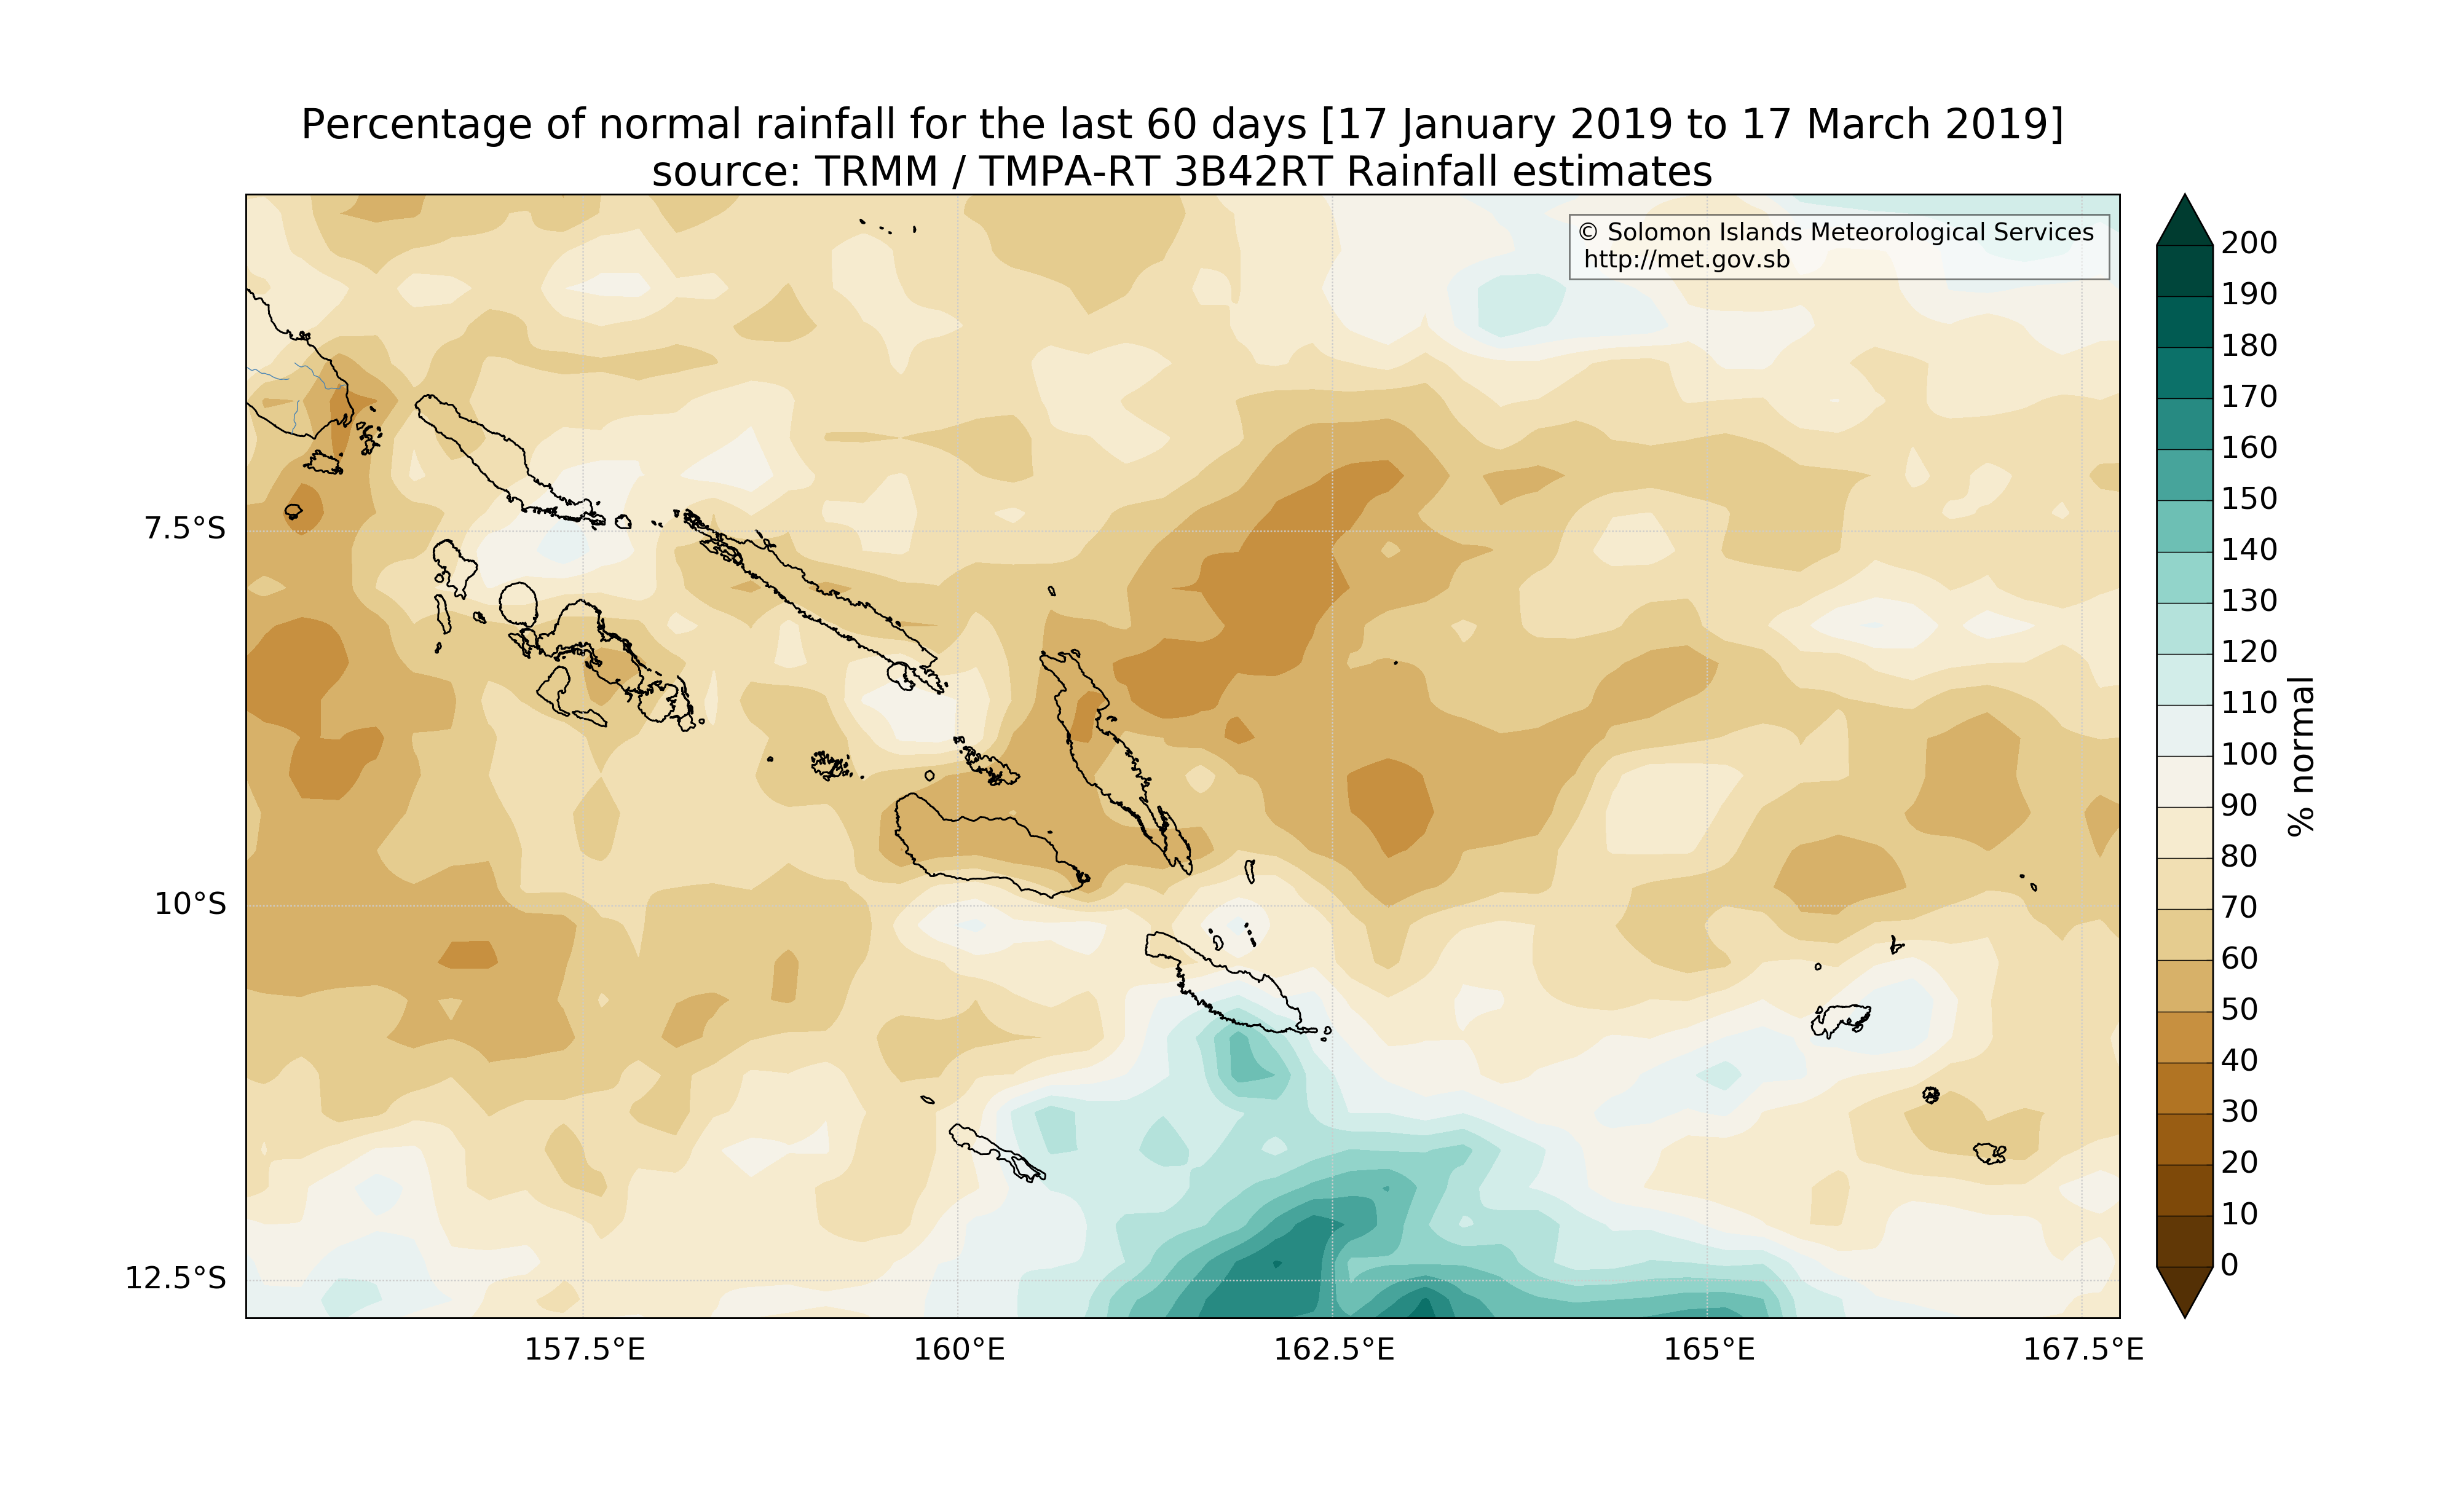 Percentage of normal rainfall for the last 60 days [17 January 2019 to 17 March 2019]
source: TRMM / TMPA-RT 3B42RT Rainfall estimates
© Solomon Islands Meteorological Services
http://met.gov.sb
7.5°S
10°S
12.5°S
157.5°E
160°E
162.5°E
165°E
167.5°E
200
190
180
170
160
150
140
130
120
110
100
90
80
70
60
50
40
30
20
10
0
% normal